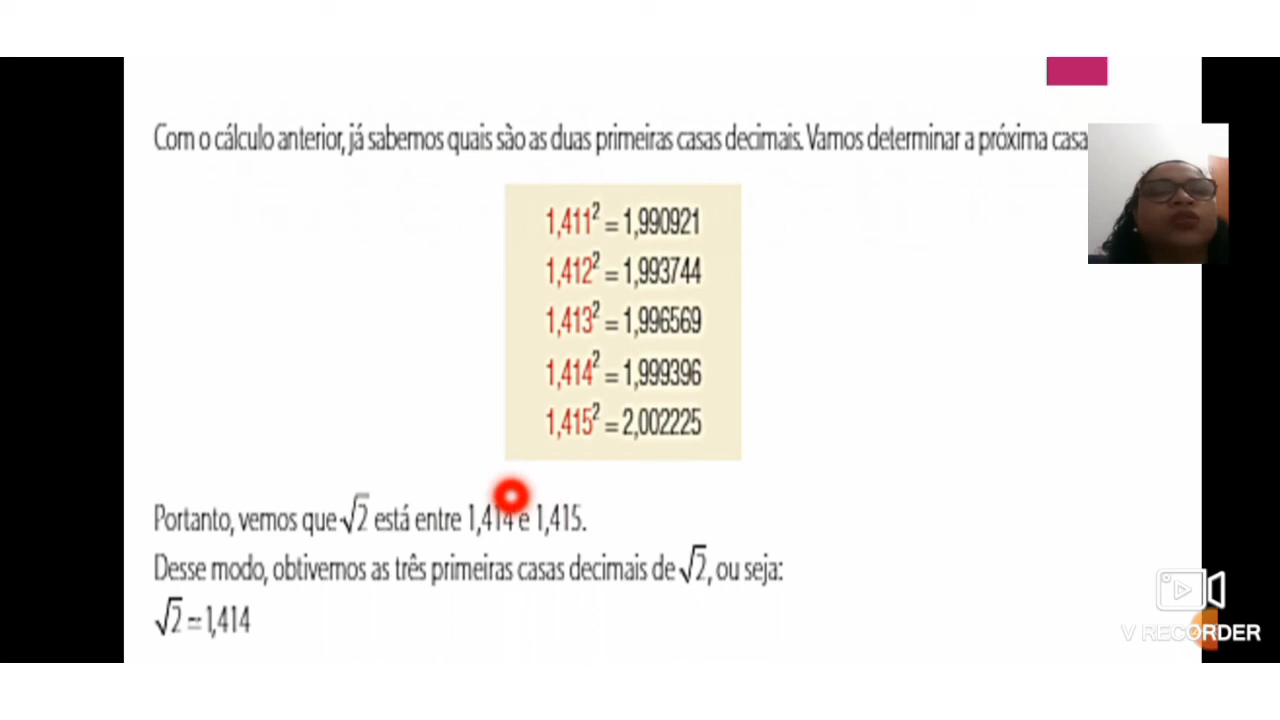 Com o cálculo anterior, já sabemos quais são as duas primeiras casas decimais. Vamos determinar a próxima casa
1,411² = 1,990921
1,412² = 1,993744
1,413² = 1,996569
1,414² = 1,999396
1,415² = 2,002225
Portanto, vemos que √2 está entre 1,414 e 1,415.
Desse modo, obtivemos as três primeiras casas decimais de √2, ou seja:
√2 = 1,414
V RECORDER